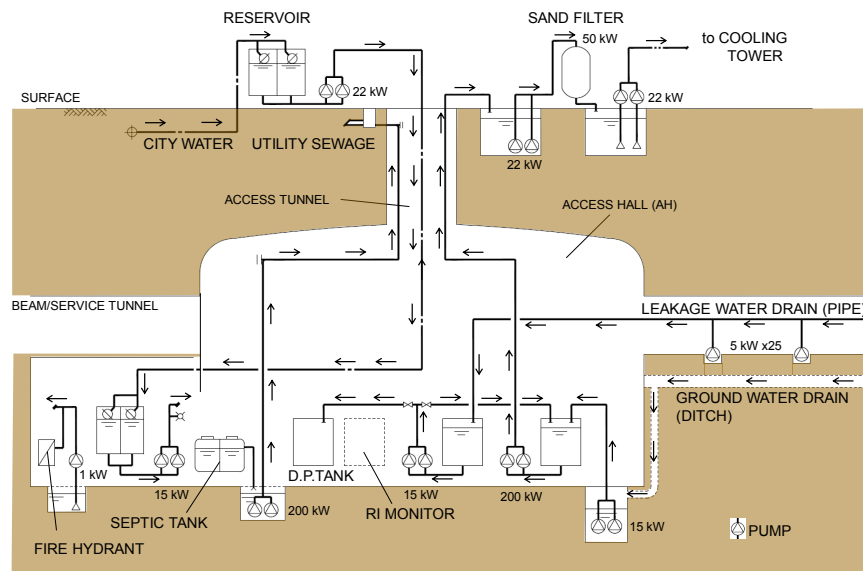 RESERVOIR
SAND FILTER
50 kW
to COOLING
TOWER
22 kW
22 kW
SURFACE
CITY WATER
UTILITY SEWAGE
22 kW
ACCESS TUNNEL
ACCESS HALL (AH)
BEAM/SERVICE TUNNEL
LEAKAGE WATER DRAIN (PIPE)
5 kW x25
GROUND WATER DRAIN
(DITCH)
1 kW
15 kW
D.P.TANK
15 kW
200 kW
SEPTIC TANK
200 kW
RI MONITOR
15 kW
PUMP
FIRE HYDRANT